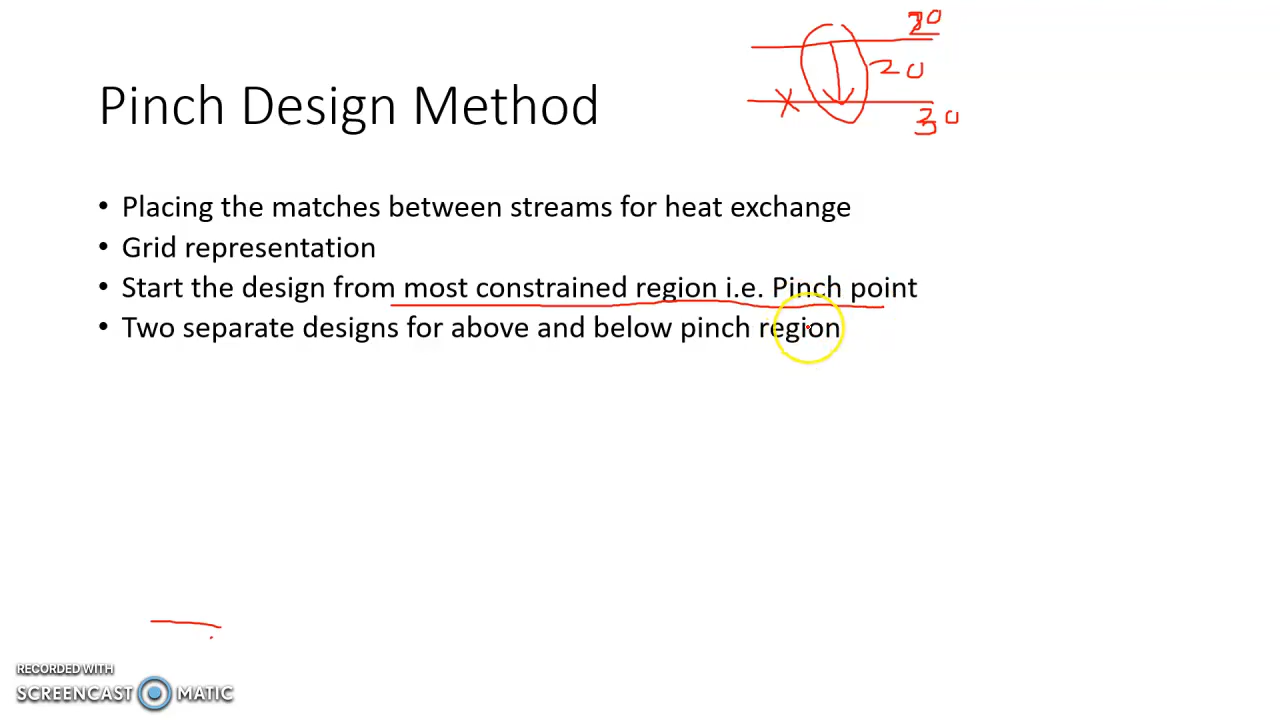 20
30
Pinch Design Method
• Placing the matches between streams for heat exchange
• Grid representation
• Start the design from most constrained region i.e. Pinch point
• Two separate designs for above and below pinch region
RECORDED WITH
SCREENCAST MATIC